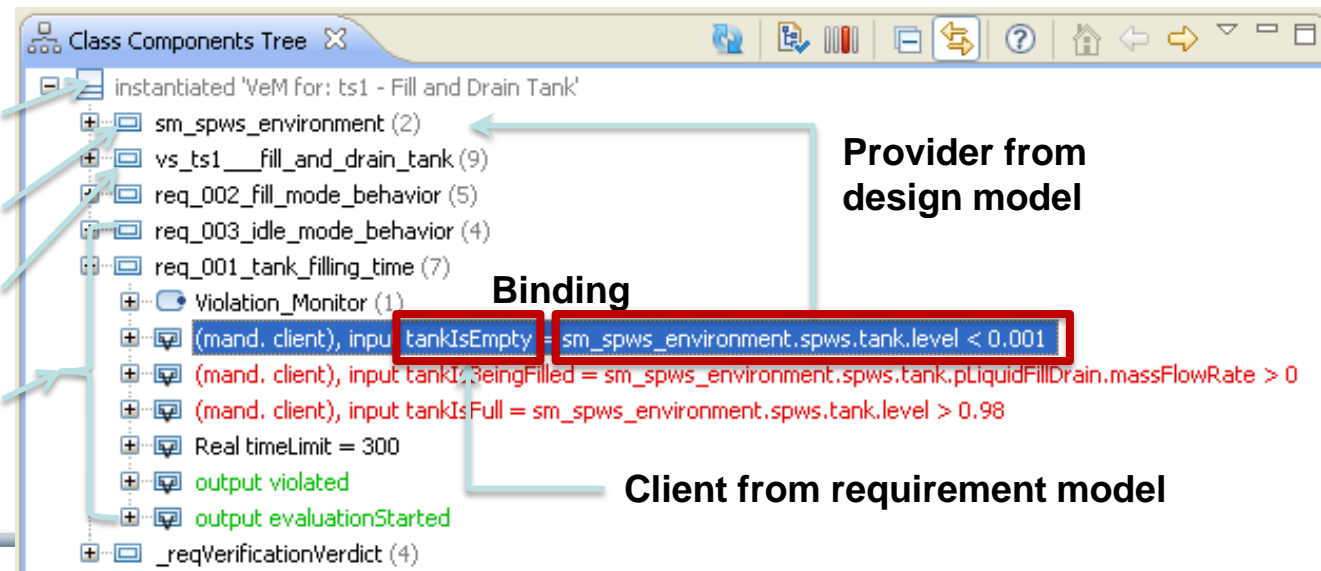 Class Components Tree
instantiated 'VeM for: ts1 - Fill and Drain Tank'
sm_spws_environment (2)
Provider from
design model
vs_ts1___fill_and_drain_tank (9)
req_002_fill_mode_behavior (5)
req_003_idle_mode_behavior (4)
req_001_tank_filling_time (7)
Binding
Violation_Monitor (1)
(mand. client), input tankIsEmpty = sm_spws_environment.spws.tank.level < 0.001
(mand. client), input tankIsBeingFilled = sm_spws_environment.spws.tank.pLiquidFillDrain.massFlowRate > 0
(mand. client), input tankIsFull = sm_spws_environment.spws.tank.level > 0.98
Real timeLimit = 300
output violated
Client from requirement model
output evaluationStarted
_reqVerificationVerdict (4)